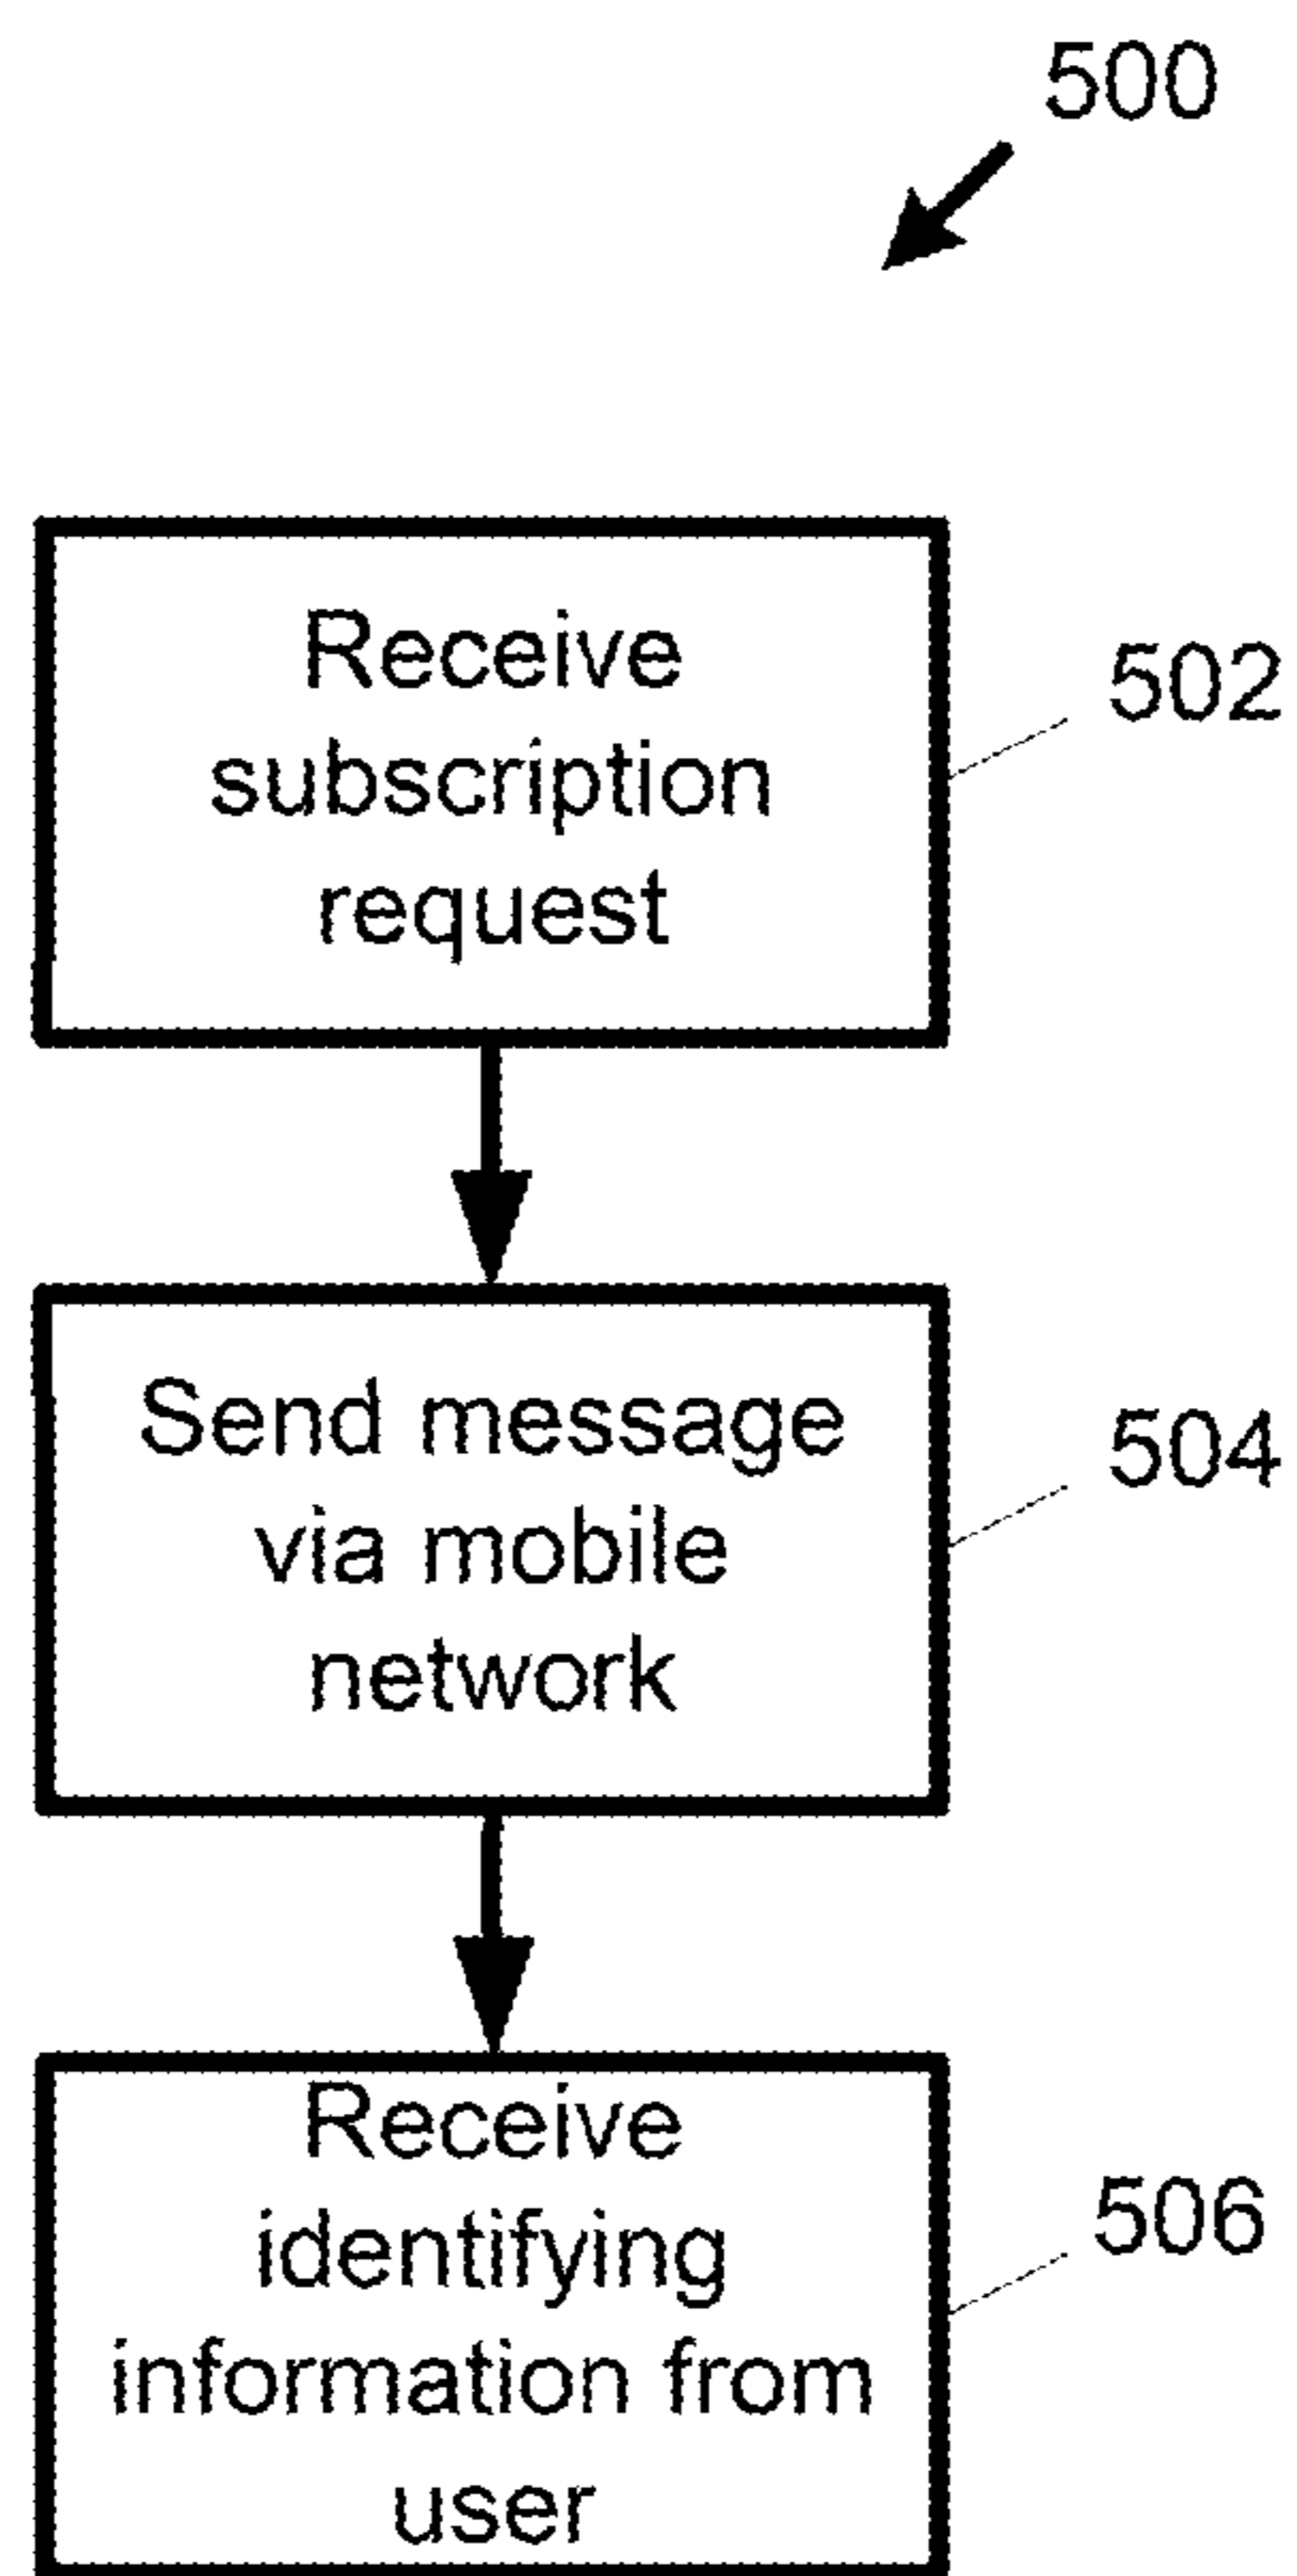 500
Receive
subscription
request
502
Send message
via mobile
network
504
Receive
identifying
information from
user
506